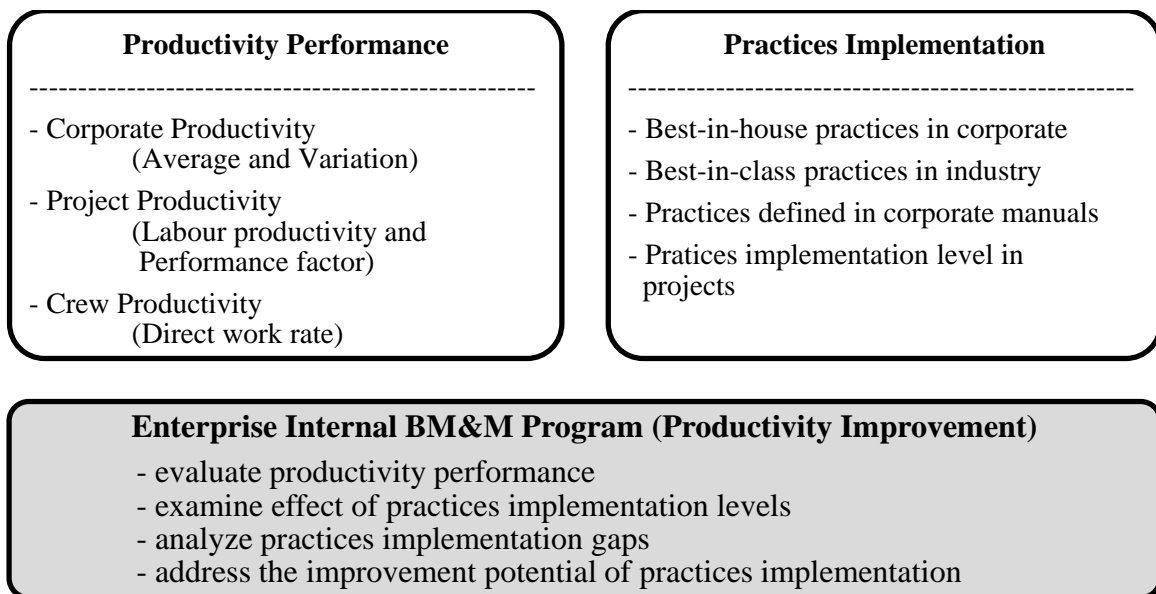 Productivity Performance
-----------------------------------------------------
- Corporate Productivity
(Average and Variation)
- Project Productivity
(Labour productivity and
Performance factor)
- Crew Productivity
(Direct work rate)
Practices Implementation
-----------------------------------------------------
- Best-in-house practices in corporate
- Best-in-class practices in industry
- Practices defined in corporate manuals
- Pratices implementation level in
projects
Enterprise Internal BM&M Program (Productivity Improvement)
- evaluate productivity performance
- examine effect of practices implementation levels
- analyze practices implementation gaps
- address the improvement potential of practices implementation